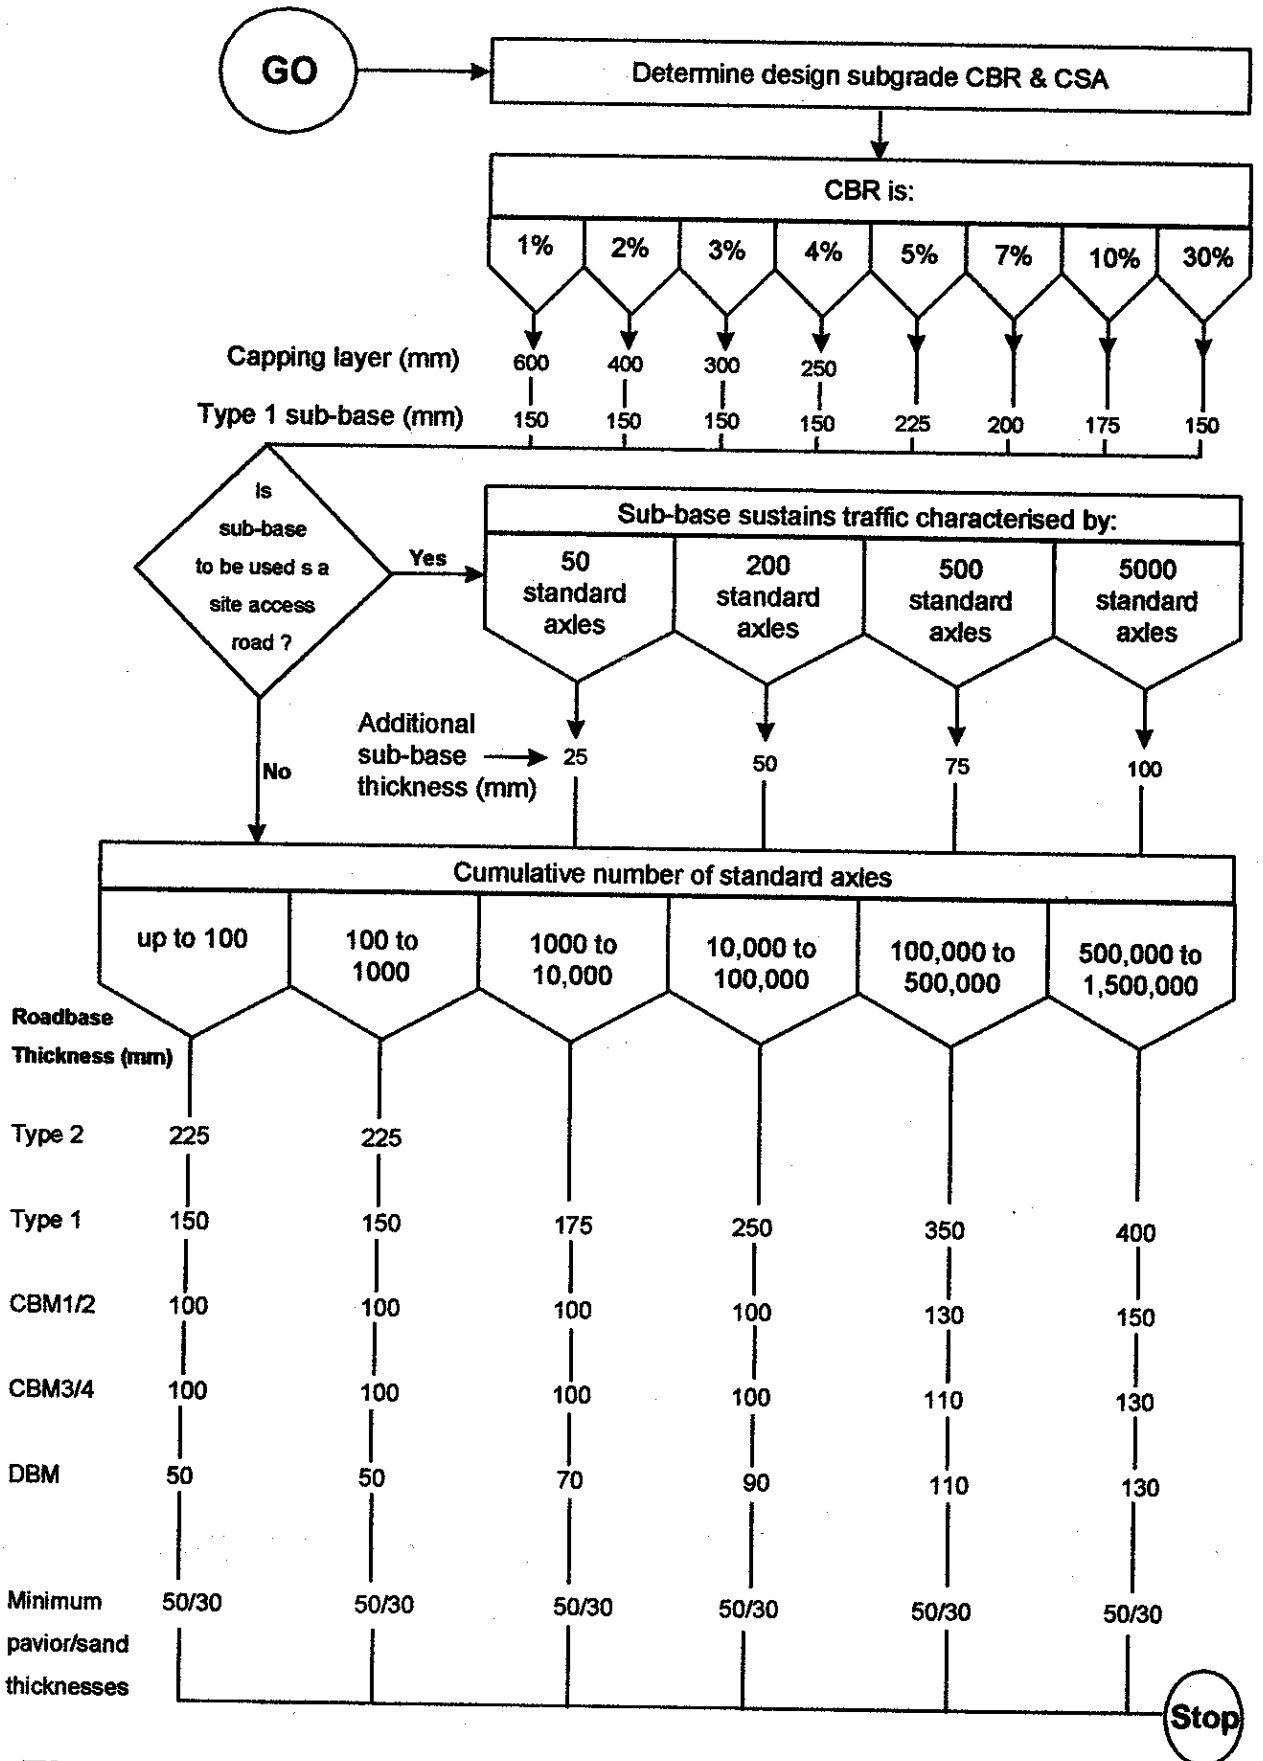 GO
Determine design subgrade CBR & CSA
CBR is:
1% 2% 3% 4% 5% 7% 10% 30%
Capping layer (mm) 600 400 300 250
Type 1 sub-base (mm) 150 150 150 150 225 200 175 150
Is
sub-base
to be used s a
site access
road ?
Yes
No
Sub-base sustains traffic characterised by:
50 200 500 5000
standard standard standard standard
axles axles axles axles
Additional
sub-base 25 50 75 100
thickness (mm)
Cumulative number of standard axles
up to 100 100 to 1000 to 10,000 to 100,000 to 500,000 to
1000 10,000 100,000 500,000 1,500,000
Roadbase
Thickness (mm)
Type 2 225 225
Type 1 150 150 175 250 350 400
CBM1/2 100 100 100 100 130 150
CBM3/4 100 100 100 100 110 130
DBM 50 50 70 90 110 130
Minimum 50/30 50/30 50/30 50/30 50/30 50/30
pavior/sand
thicknesses
Stop